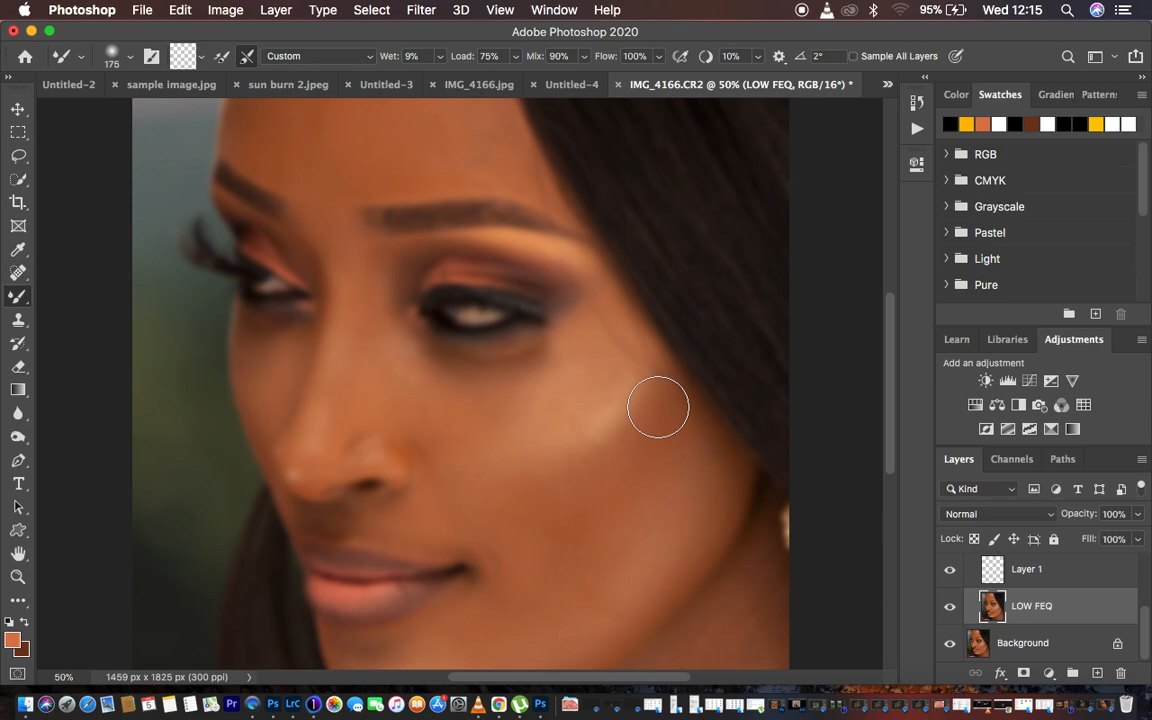 Photoshop File Edit Image Layer Type Select Filter 3D View Window Help 95% Wed 12:15
Adobe Photoshop 2020
175 Custom Wet: 9% Load: 75% Mix: 90% Flow: 100% 10% 2° Sample All Layers
Untitled-2 × sample image.jpg × sun burn 2.jpeg × Untitled-3 × IMG_4166.jpg × Untitled-4 × IMG_4166.CR2 @ 50% (LOW FEQ, RGB/16*) * »
Color Swatches Gradien Pattern
RGB
CMYK
Grayscale
Pastel
Light
Pure
Learn Libraries Adjustments
Add an adjustment
Layers Channels Paths
Kind
Normal Opacity: 100%
Lock: Fill: 100%
Layer 1
LOW FEQ
Background
50% 1459 px x 1825 px (300 ppi)